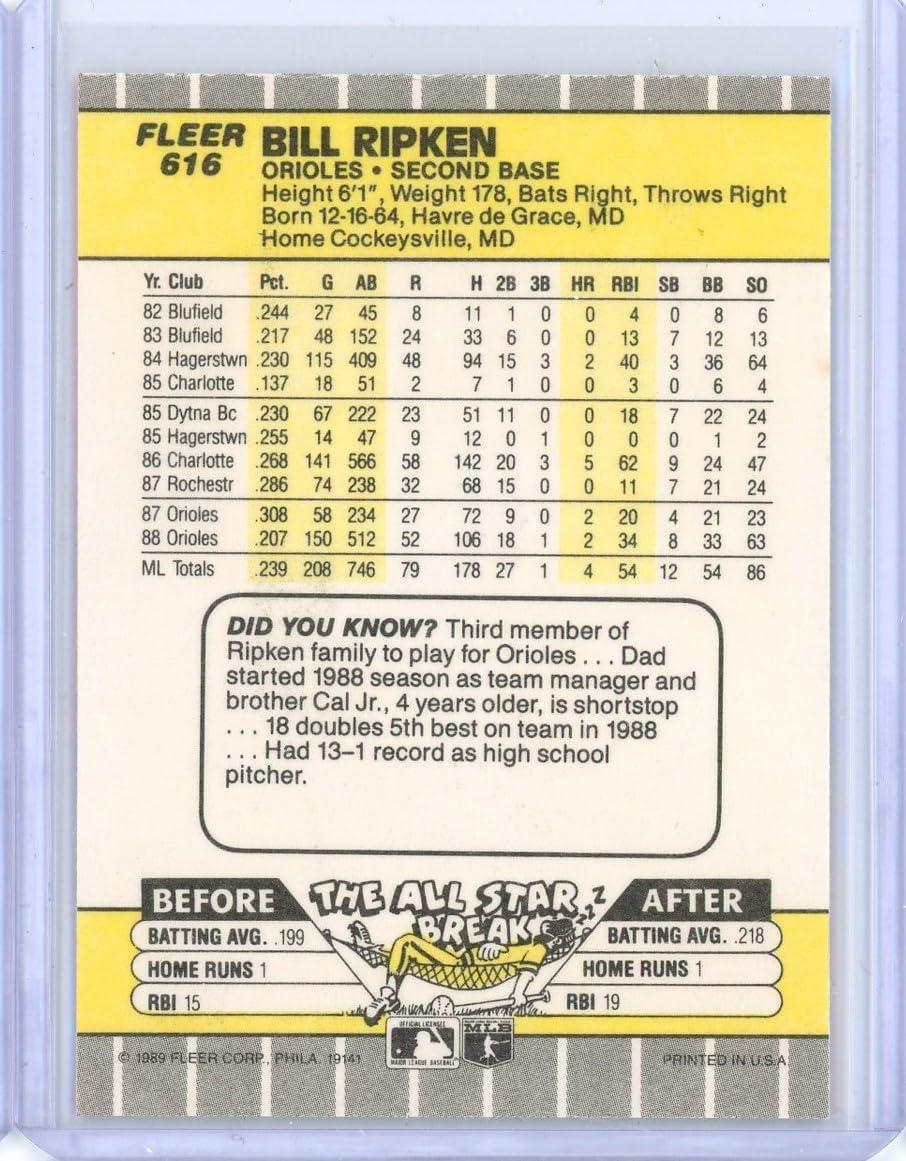 FLEER
616
BILL RIPKEN
ORIOLES • SECOND BASE
Height 6'1", Weight 178, Bats Right, Throws Right
Born 12-16-64, Havre de Grace, MD
Home Cockeysville, MD
Yr. Club Pct. G AB R H 2B 3B HR RBI SB BB SO
82 Blufield .244 27 45 8 11 1 0 0 4 0 8 6
83 Blufield .217 48 152 24 33 6 0 0 13 7 12 13
84 Hagerstwn .230 115 409 48 94 15 3 2 40 3 36 64
85 Charlotte .137 18 51 2 7 1 0 0 3 0 6 4
85 Dytna Bc .230 67 222 23 51 11 0 0 18 7 22 24
85 Hagerstwn .255 14 47 9 12 0 1 0 0 0 1 2
86 Charlotte .268 141 566 58 142 20 3 5 62 9 24 47
87 Rochestr .286 74 238 32 68 15 0 0 11 7 21 24
87 Orioles .308 58 234 27 72 9 0 2 20 4 21 23
88 Orioles .207 150 512 52 106 18 1 2 34 8 33 63
ML Totals .239 208 746 79 178 27 1 4 54 12 54 86
DID YOU KNOW? Third member of
Ripken family to play for Orioles . . . Dad
started 1988 season as team manager and
brother Cal Jr., 4 years older, is shortstop
. . . 18 doubles 5th best on team in 1988
. . . Had 13–1 record as high school
pitcher.
BEFORE THE ALL STAR BREAK AFTER
ZZZ
BATTING AVG. .199
HOME RUNS 1
RBI 15
BATTING AVG. .218
HOME RUNS 1
RBI 19
OFFICIAL LICENSEE
MAJOR LEAGUE BASEBALL
MLB
© 1989 FLEER CORP., PHILA. 19141
PRINTED IN U.S.A.